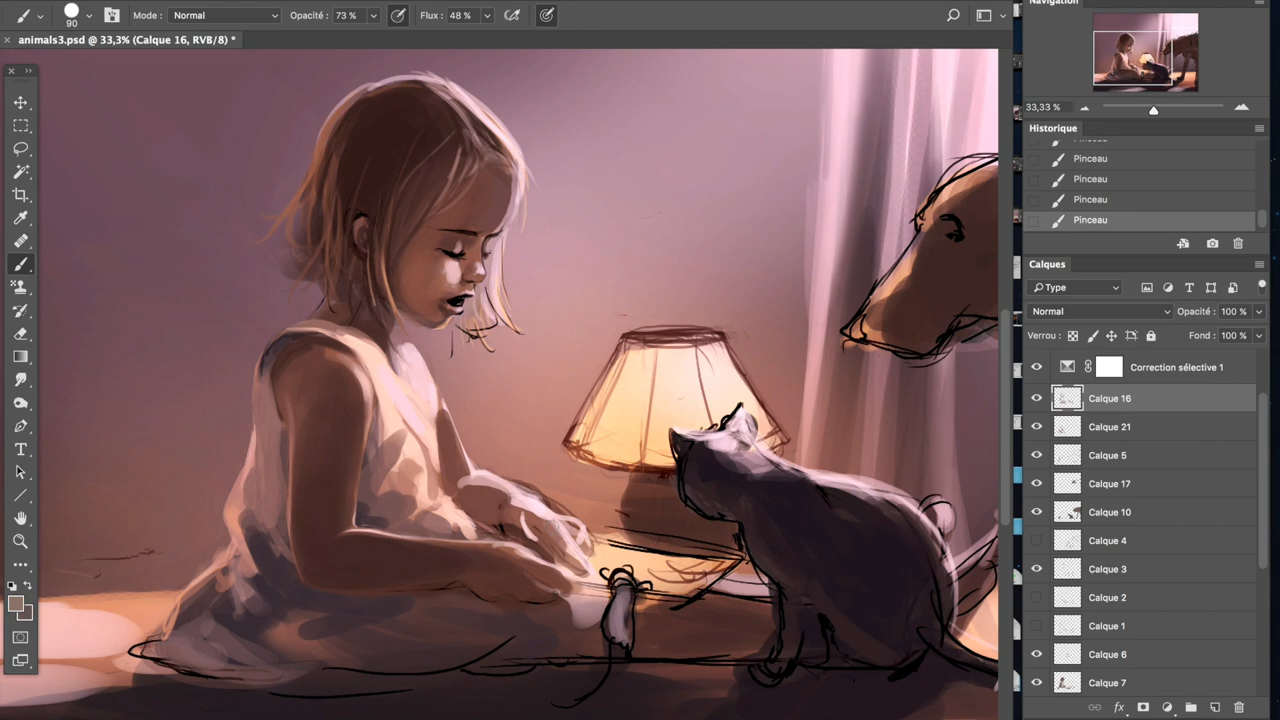 Navigation
90
Mode : Normal
Opacité : 73 %
Flux : 48 %
animals3.psd @ 33,3% (Calque 16, RVB/8) *
33,33 %
Historique
Pinceau
Pinceau
Pinceau
Pinceau
Pinceau
Calques
Type
Normal
Opacité : 100 %
Verrou :
Fond : 100 %
Correction sélective 1
Calque 16
Calque 21
Calque 5
Calque 17
Calque 10
Calque 4
Calque 3
Calque 2
Calque 1
Calque 6
Calque 7
fx